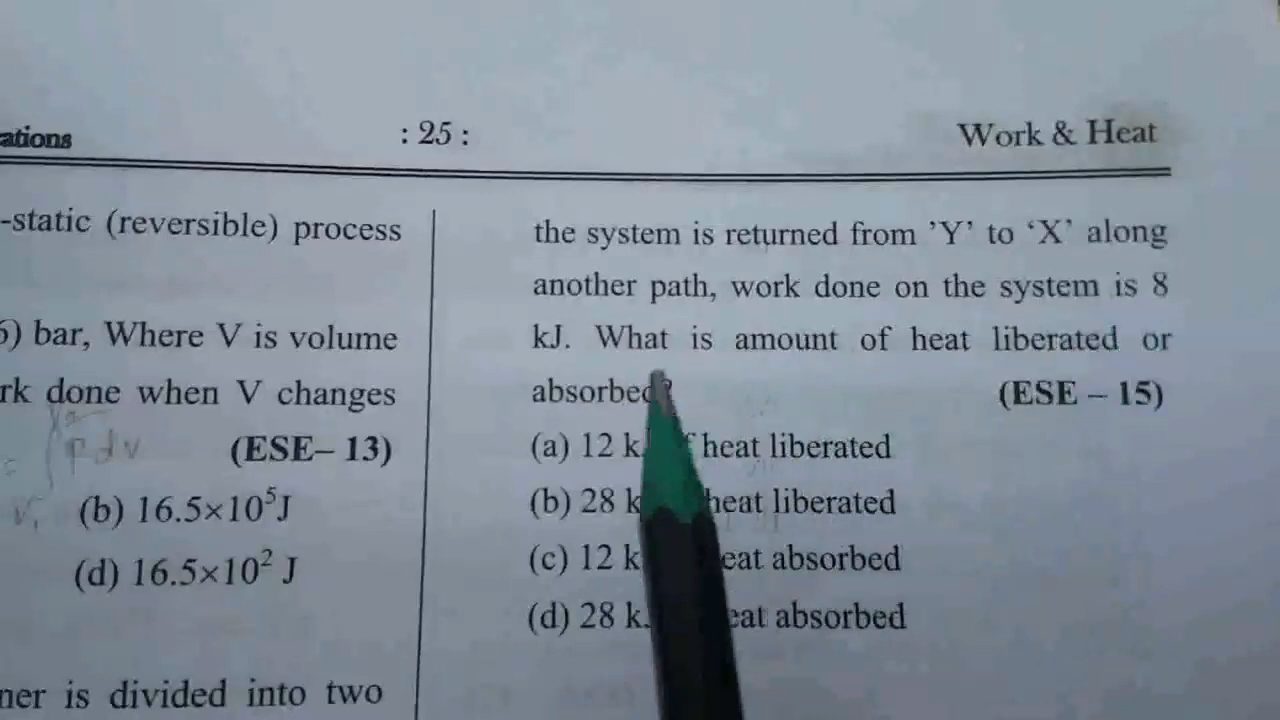 ations : 25 : Work & Heat
-static (reversible) process
6) bar, Where V is volume
rk done when V changes
pdv
(ESE– 13)
V₁ (b) 16.5×10⁵J
(d) 16.5×10² J
ner is divided into two
the system is returned from ’Y’ to ‘X’ along
another path, work done on the system is 8
kJ. What is amount of heat liberated or
absorbed? (ESE – 15)
(a) 12 k heat liberated
(b) 28 k heat liberated
(c) 12 k eat absorbed
(d) 28 k eat absorbed